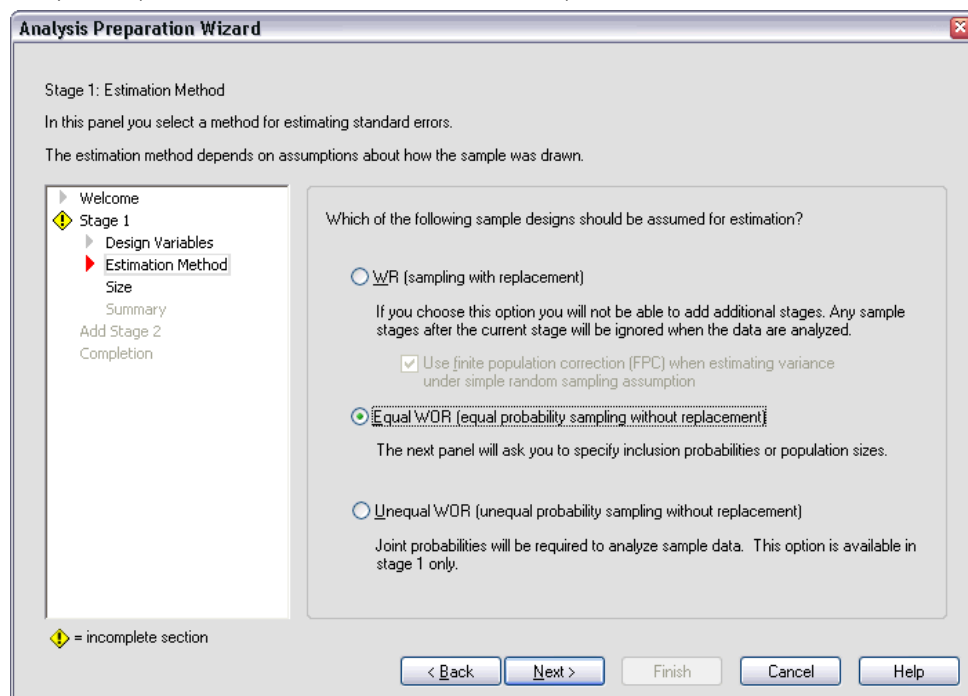 Analysis Preparation Wizard
Stage 1: Estimation Method
In this panel you select a method for estimating standard errors.
The estimation method depends on assumptions about how the sample was drawn.
Welcome
Stage 1
Design Variables
Estimation Method
Size
Summary
Add Stage 2
Completion
! = incomplete section
Which of the following sample designs should be assumed for estimation?
WR (sampling with replacement)
If you choose this option you will not be able to add additional stages. Any sample
stages after the current stage will be ignored when the data are analyzed.
Use finite population correction (FPC) when estimating variance
under simple random sampling assumption
Equal WOR (equal probability sampling without replacement)
The next panel will ask you to specify inclusion probabilities or population sizes.
Unequal WOR (unequal probability sampling without replacement)
Joint probabilities will be required to analyze sample data. This option is available in
stage 1 only.
< Back
Next >
Finish
Cancel
Help